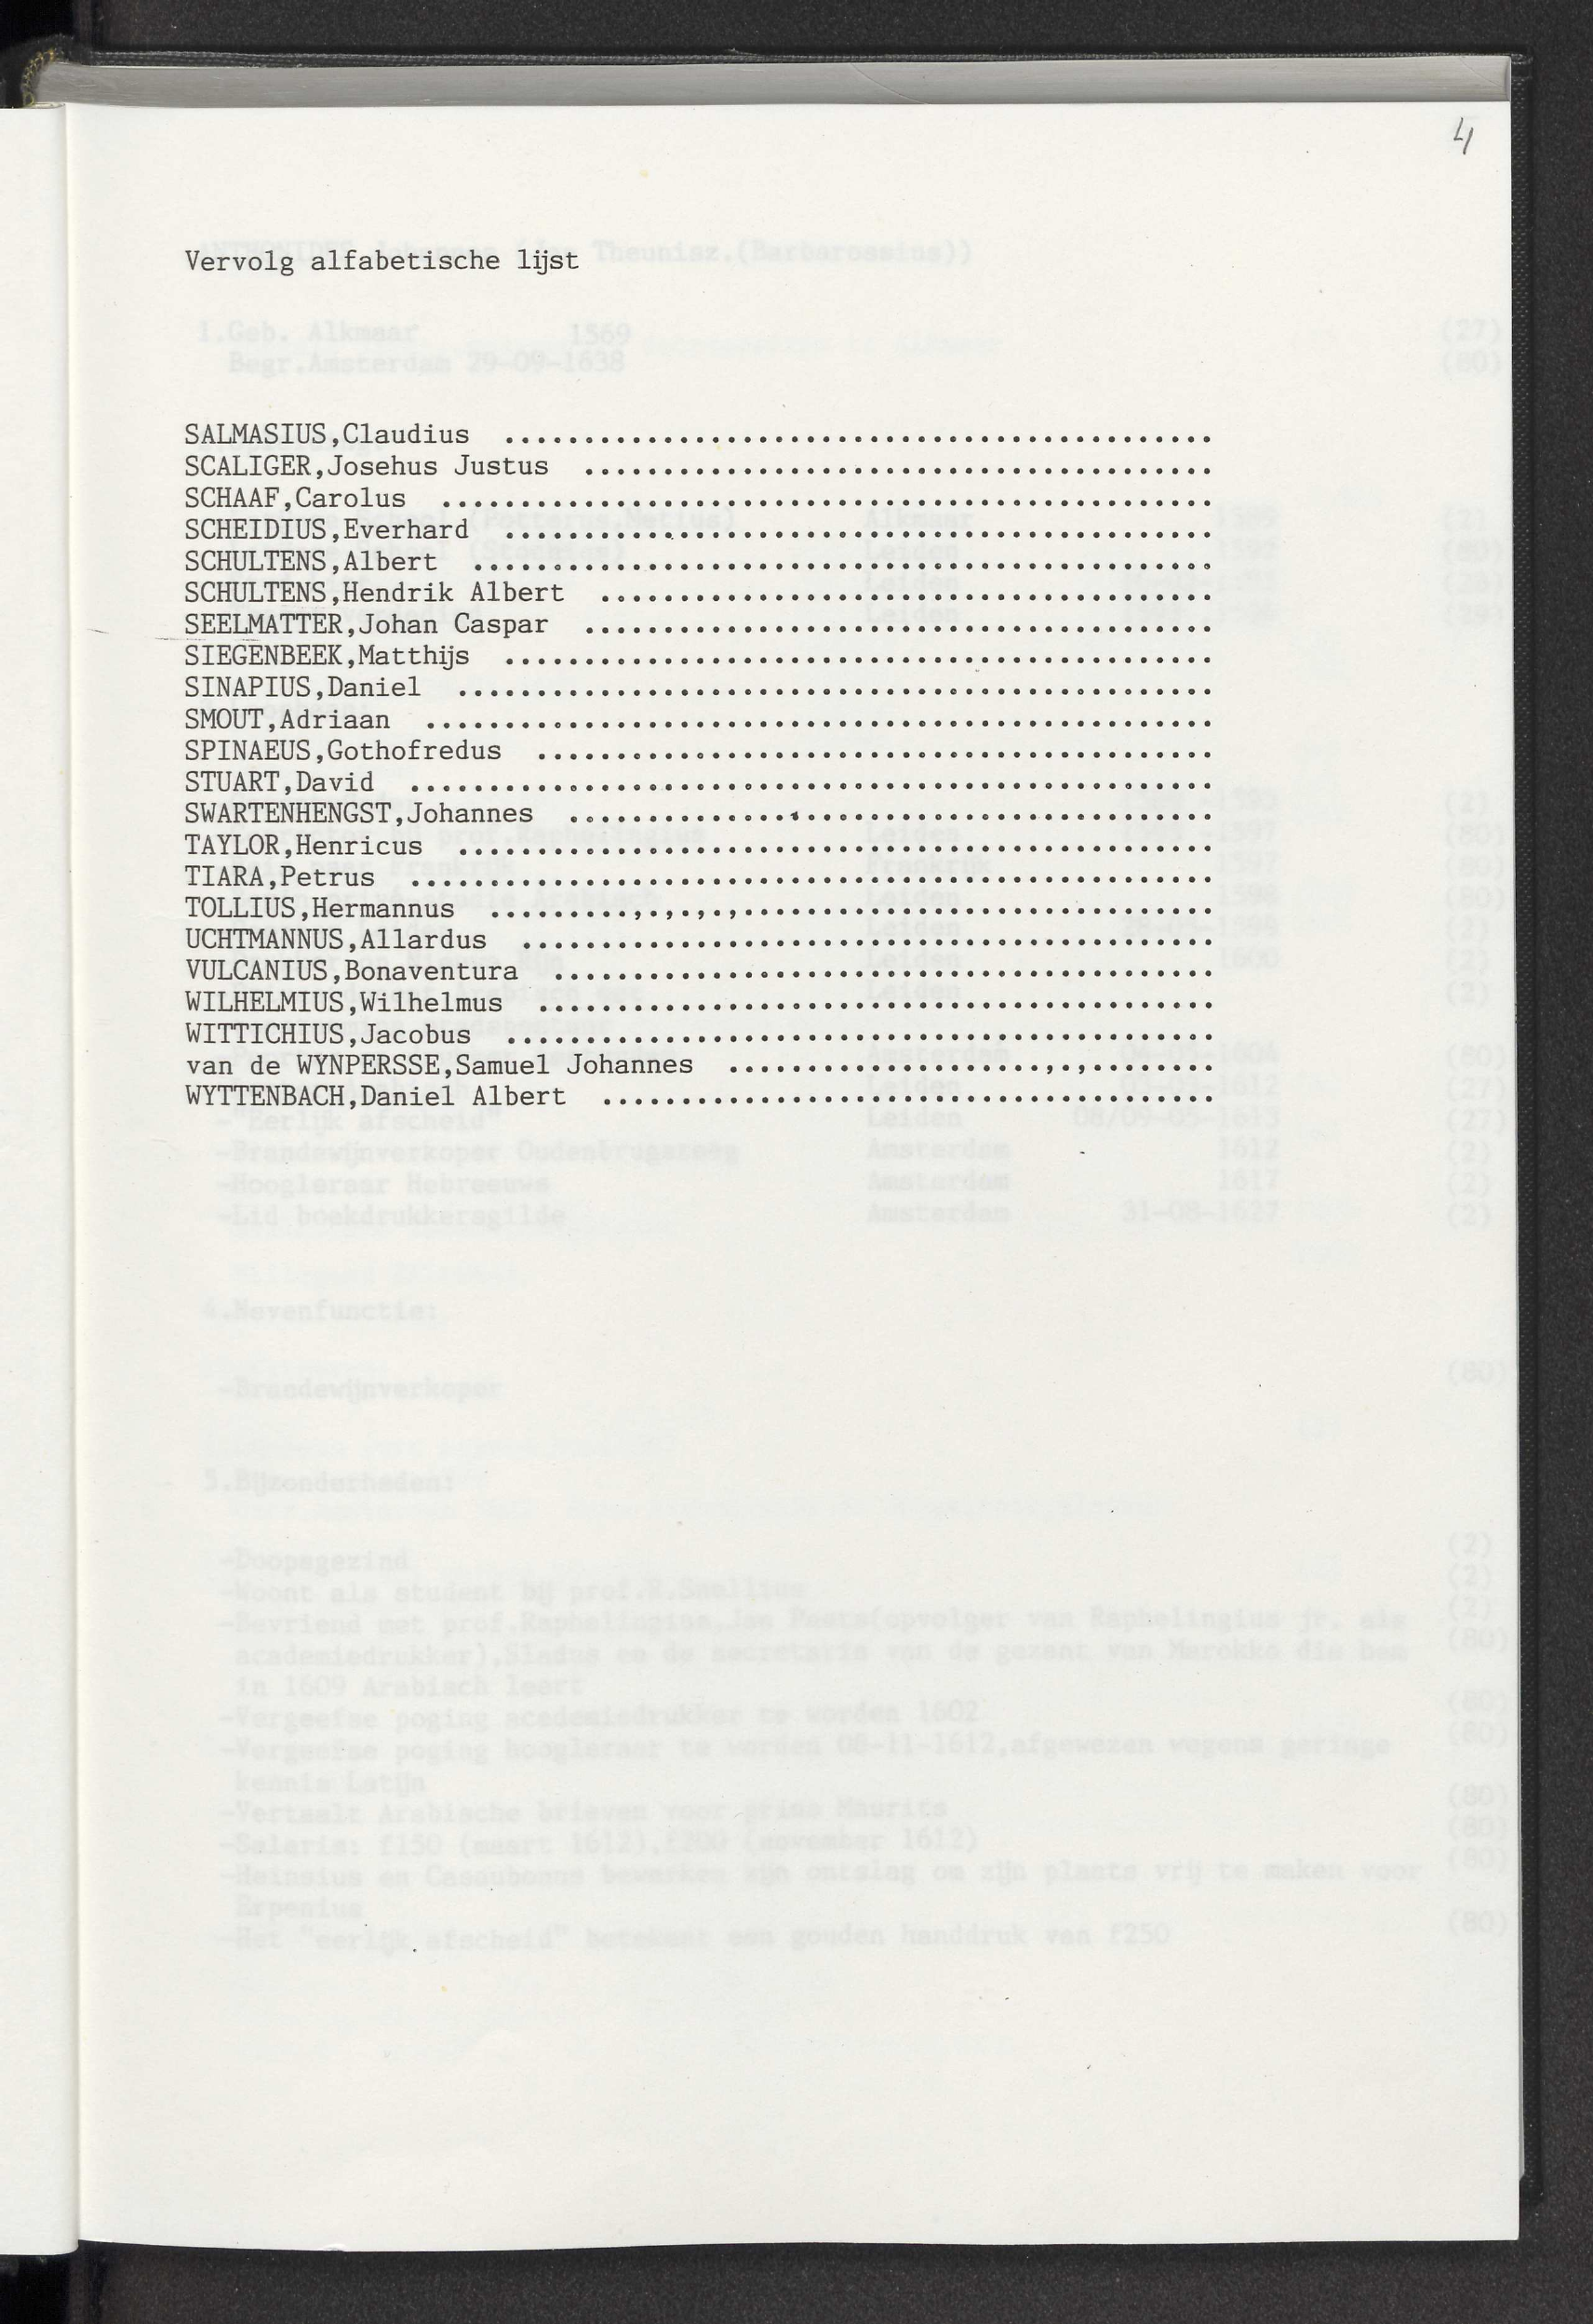 4
Vervolg alfabetische lijst
SALMASIUS,Claudius .............................................
SCALIGER,Josehus Justus ........................................
SCHAAF,Carolus .................................................
SCHEIDIUS,Everhard .............................................
SCHULTENS,Albert ...............................................
SCHULTENS,Hendrik Albert .......................................
SEELMATTER,Johan Caspar ........................................
SIEGENBEEK,Matthijs .............................................
SINAPIUS,Daniel ................................................
SMOUT,Adriaan ..................................................
SPINAEUS,Gothofredus ...........................................
STUART,David ...................................................
SWARTENHENGST,Johannes .........................................
TAYLOR,Henricus ................................................
TIARA,Petrus ...................................................
TOLLIUS,Hermannus .........,.,.,.,..............................
UCHTMANNUS,Allardus ............................................
VULCANIUS,Bonaventura ..........................................
WILHELMIUS,Wilhelmus ...........................................
WITTICHIUS,Jacobus .............................................
van de WYNPERSSE,Samuel Johannes ....................,.,........
WYTTENBACH,Daniel Albert .......................................